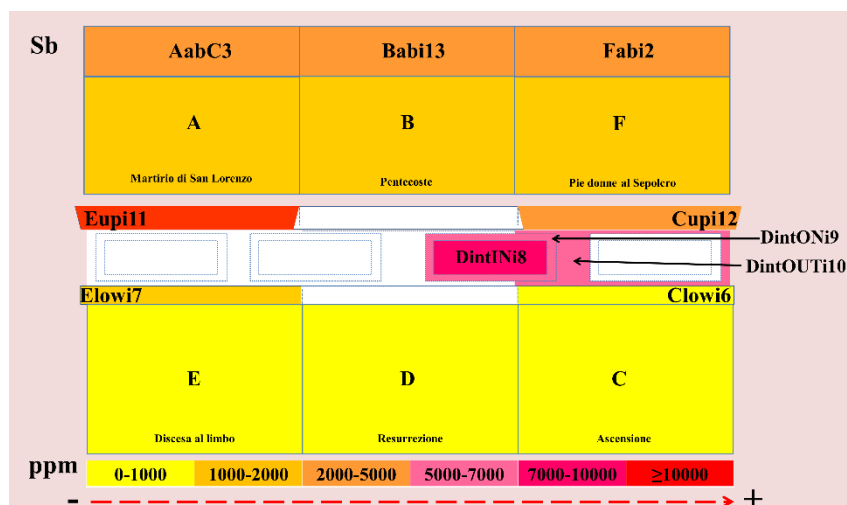 Sb
AabC3 Babi13 Fabi2
A B F
Martirio di San Lorenzo Pentecoste Pie donne al Sepolcro
Eupi11 Cupi12
DintONi9
DintINi8
DintOUTi10
Elowi7 Clowi6
E D C
Discesa al limbo Resurrezione Ascensione
ppm 0-1000 1000-2000 2000-5000 5000-7000 7000-10000 ≥10000
- +